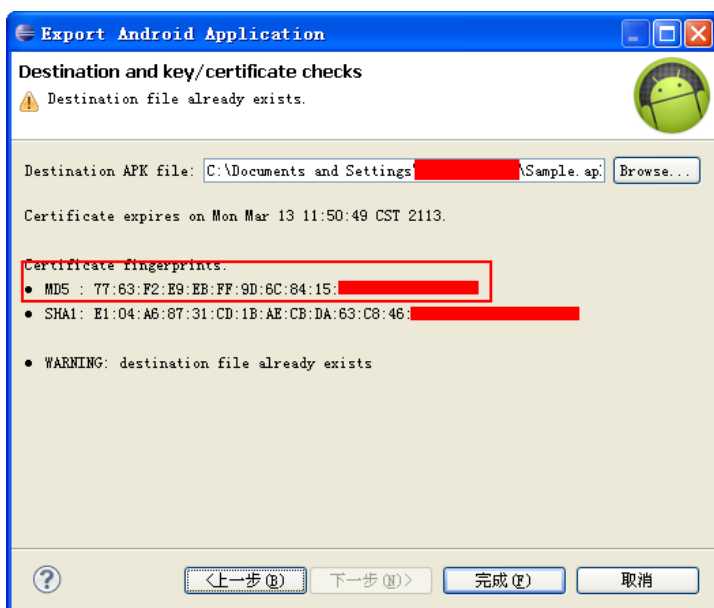 Export Android Application
Destination and key/certificate checks
Destination file already exists.
Destination APK file: C:\Documents and Settings \Sample.ap Browse...
Certificate expires on Mon Mar 13 11:50:49 CST 2113.
Certificate fingerprints.
• MD5 : 77:63:F2:E9:EB:FF:9D:6C:84:15:
• SHA1: E1:04:A6:87:31:CD:1B:AE:CB:DA:63:C8:46:
• WARNING: destination file already exists
? <上一步(B) 下一步(N)> 完成(F) 取消